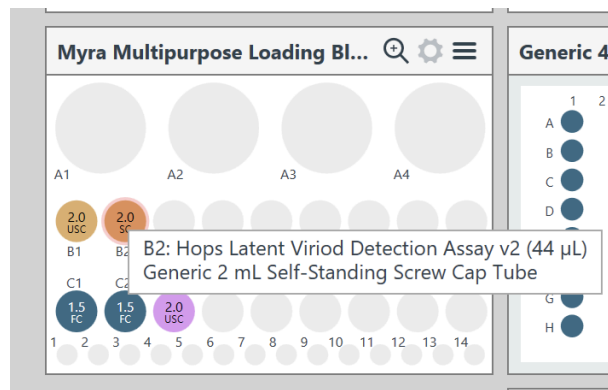 Myra Multipurpose Loading Bl...
Generic 4
1 2
A
B
C
D
G
H
A1 A2 A3 A4
2.0 USC
2.0
B1 B2
B2: Hops Latent Viriod Detection Assay v2 (44 µL)
Generic 2 mL Self-Standing Screw Cap Tube
C1 C2
1.5 FC
1.5 FC
2.0 USC
1 2 3 4 5 6 7 8 9 10 11 12 13 14